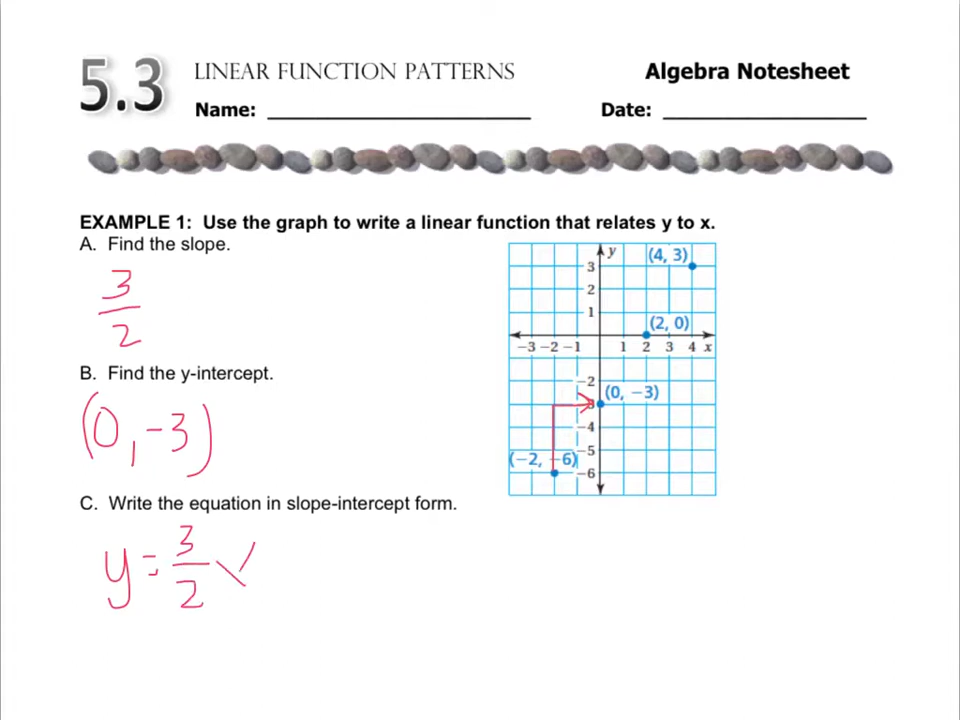 5.3 LINEAR FUNCTION PATTERNS Algebra Notesheet
Name: Date:
EXAMPLE 1: Use the graph to write a linear function that relates y to x.
A. Find the slope.
3
2
B. Find the y-intercept.
(0, -3)
C. Write the equation in slope-intercept form.
y = 3/2 x
y
(4, 3)
3
2
1
(2, 0)
-3 -2 -1 1 2 3 4 x
-2
(0, -3)
-4
-5
(-2, -6)
-6